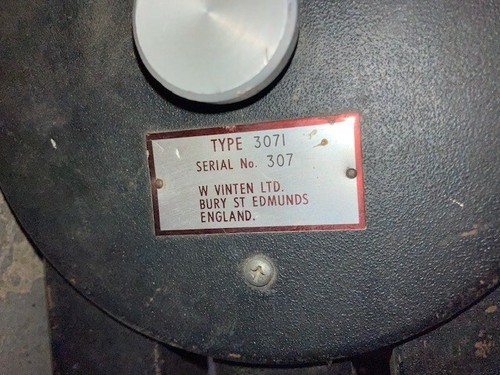 TYPE 3071
SERIAL No. 307
W VINTEN LTD.
BURY ST EDMUNDS
ENGLAND.